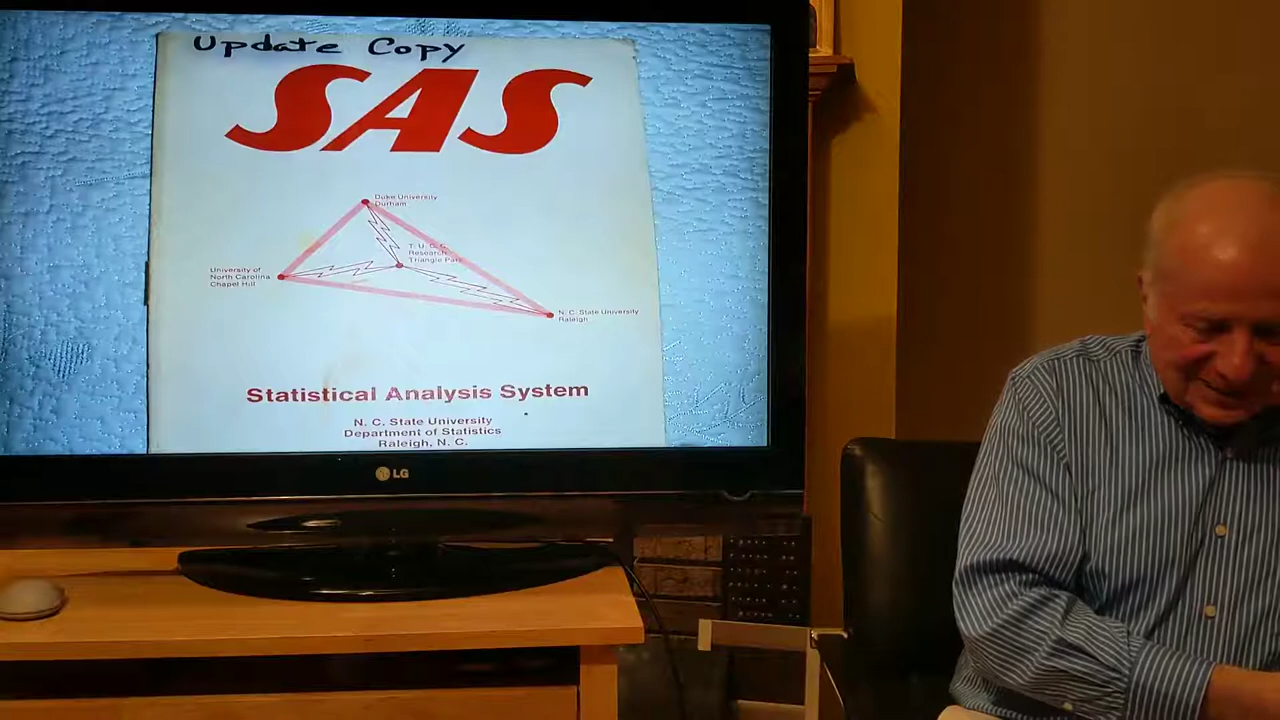 Update Copy
SAS
Duke University
Durham
T. U. C. C.
Research
Triangle Park
University of
North Carolina
Chapel Hill
N. C. State University
Raleigh
Statistical Analysis System
N. C. State University
Department of Statistics
Raleigh, N. C.
LG